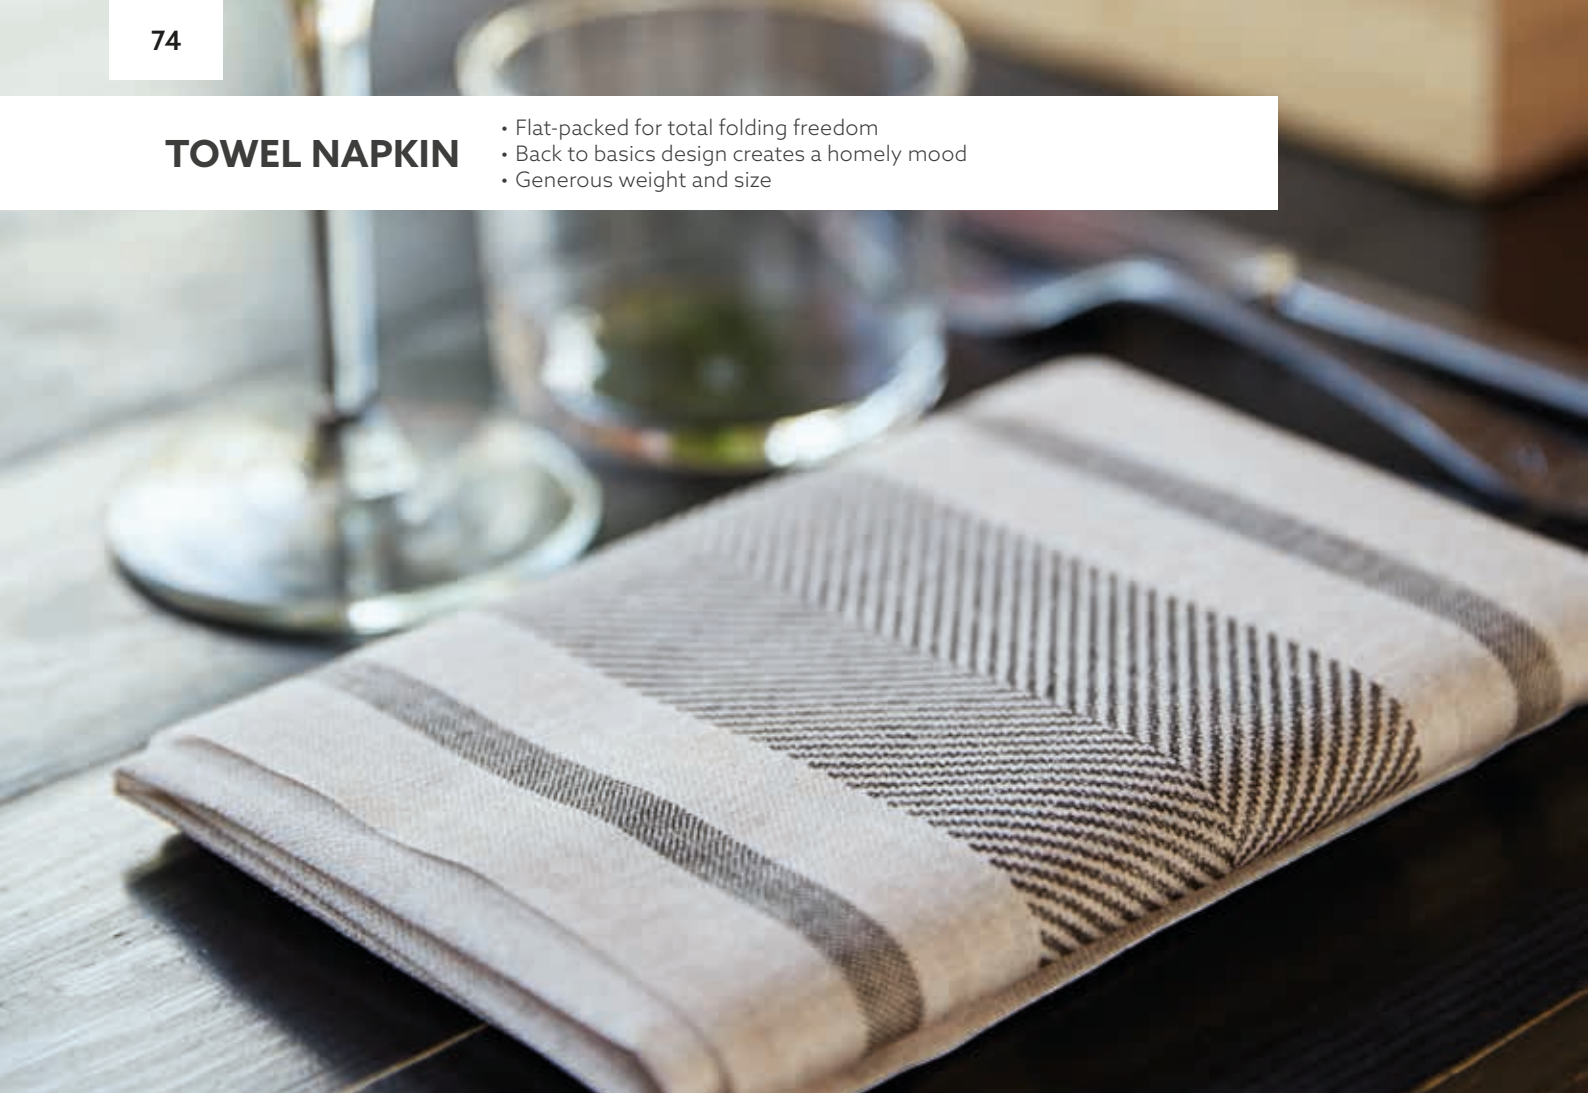 74
TOWEL NAPKIN
• Flat-packed for total folding freedom
• Back to basics design creates a homely mood
• Generous weight and size